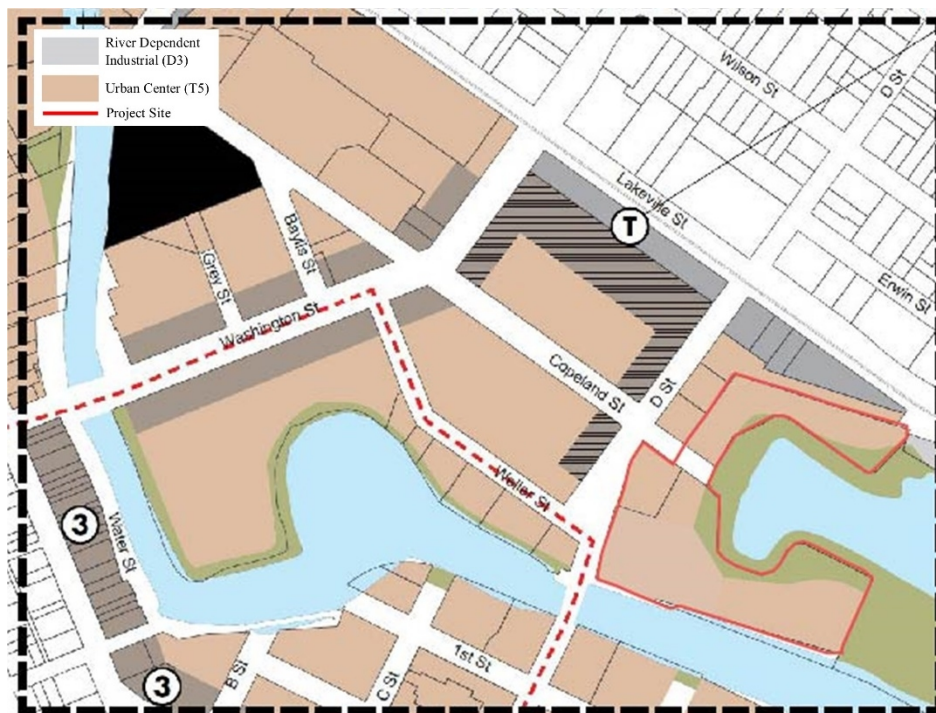 River Dependent
Industrial (D3)
Urban Center (T5)
Project Site
Wilson St
D St
Lakeville St
T
Erwin St
Baylis St
Grey St
Washington St
Copeland St
D St
Weller St
3
Water St
1st St
B St
C St
3